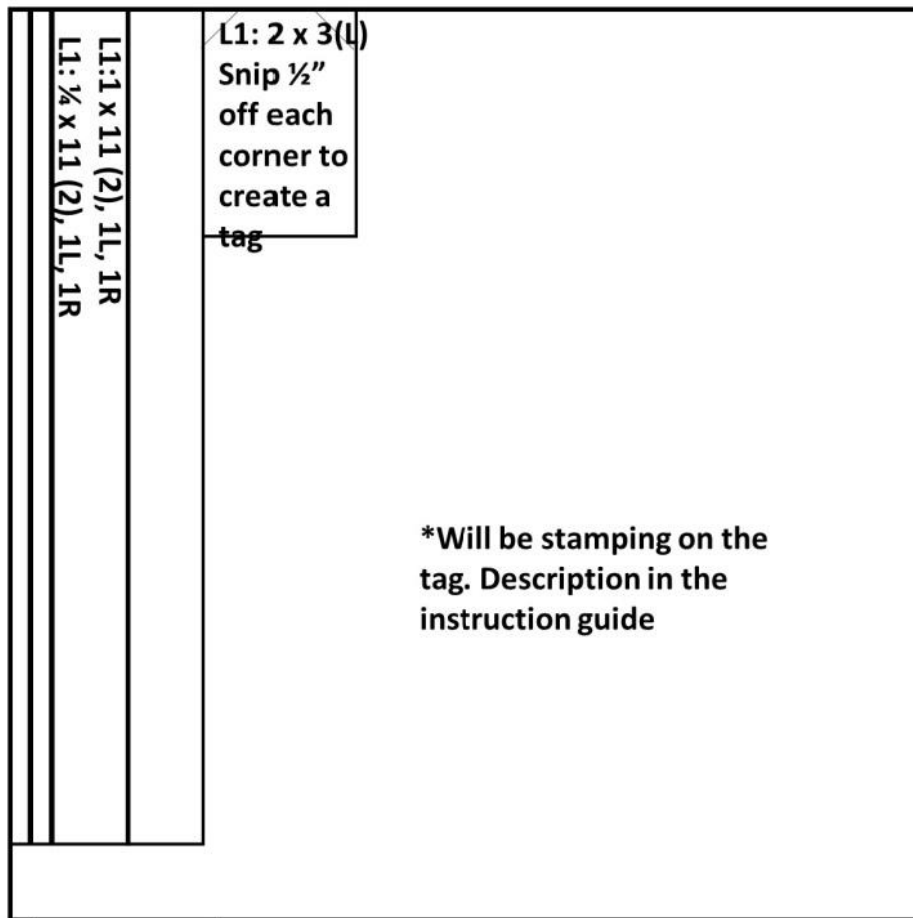 L1: ¼ x 11 (2), 1L, 1R
L1:1 x 11 (2), 1L, 1R
L1: 2 x 3(L)
Snip ½”
off each
corner to
create a
tag
*Will be stamping on the
tag. Description in the
instruction guide